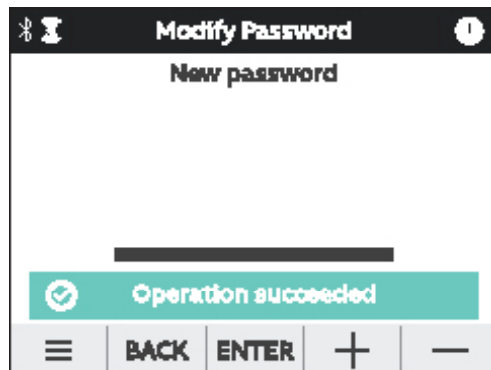 Modify Password
New password
Operation succeeded
BACK ENTER + —